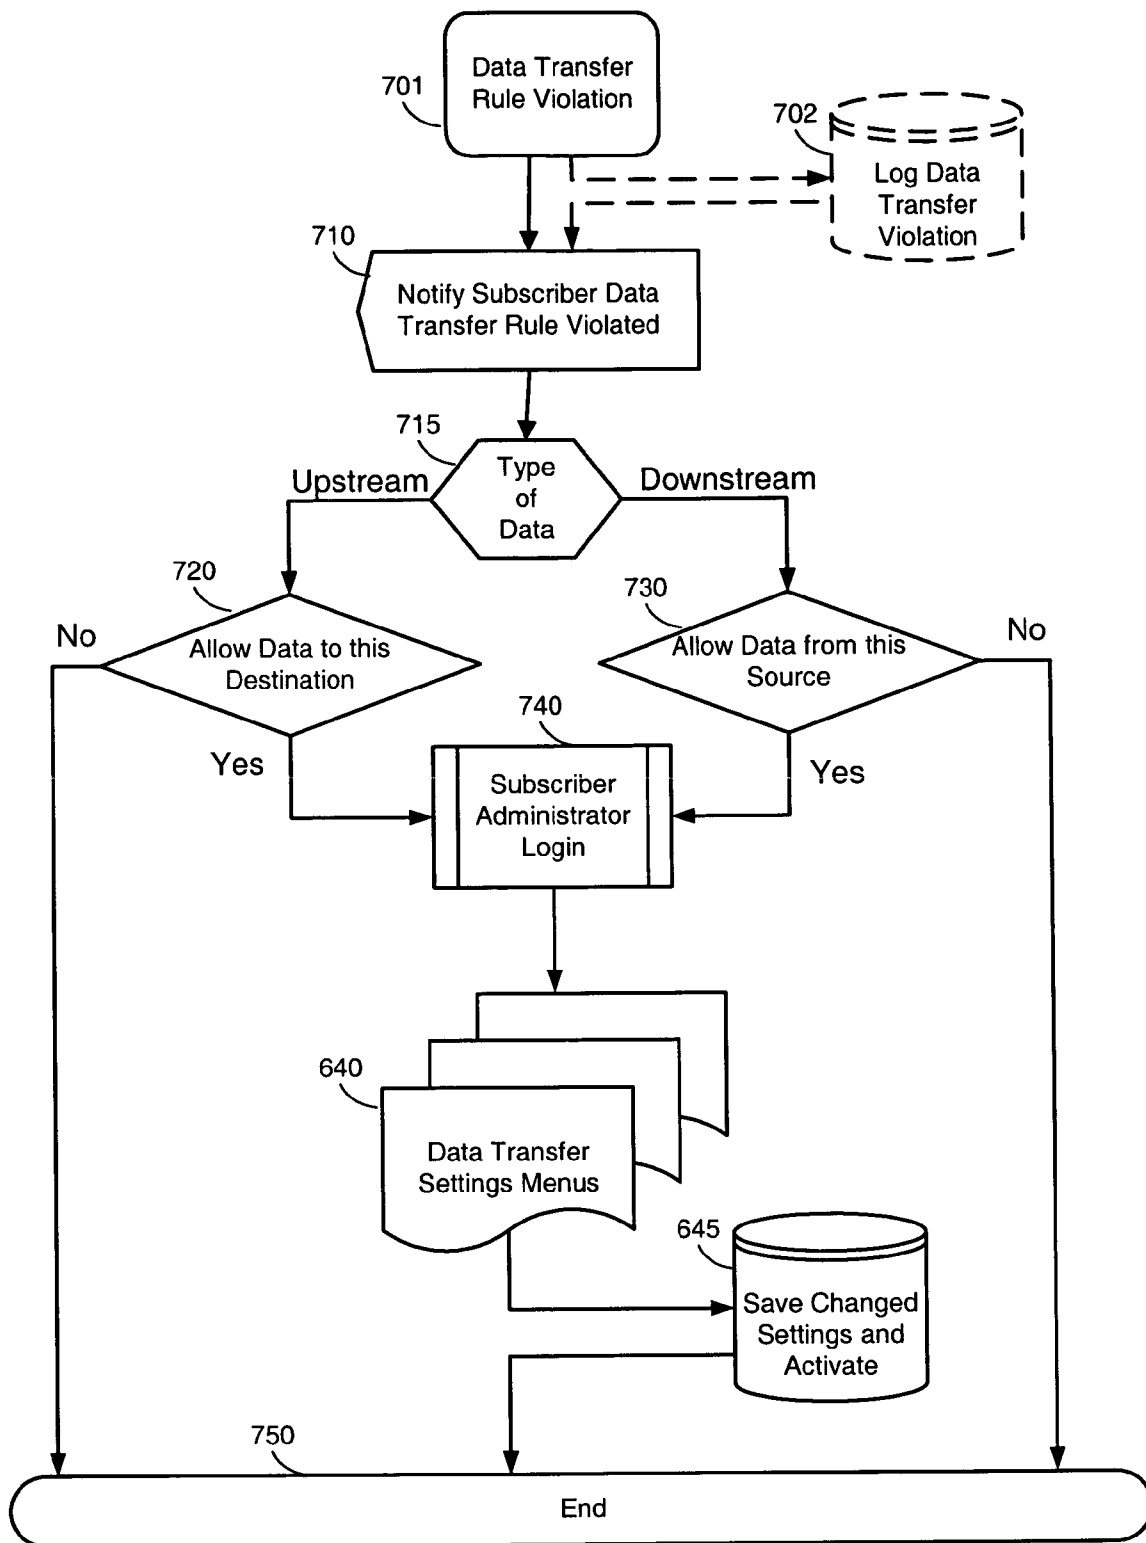 Data Transfer
Rule Violation
701
702
Log Data
Transfer
Violation
710
Notify Subscriber Data
Transfer Rule Violated
715
Type
of
Data
Upstream
Downstream
720
730
No
Allow Data to this
Destination
Allow Data from this
Source
No
740
Yes
Subscriber
Administrator
Login
Yes
640
Data Transfer
Settings Menus
645
Save Changed
Settings and
Activate
750
End